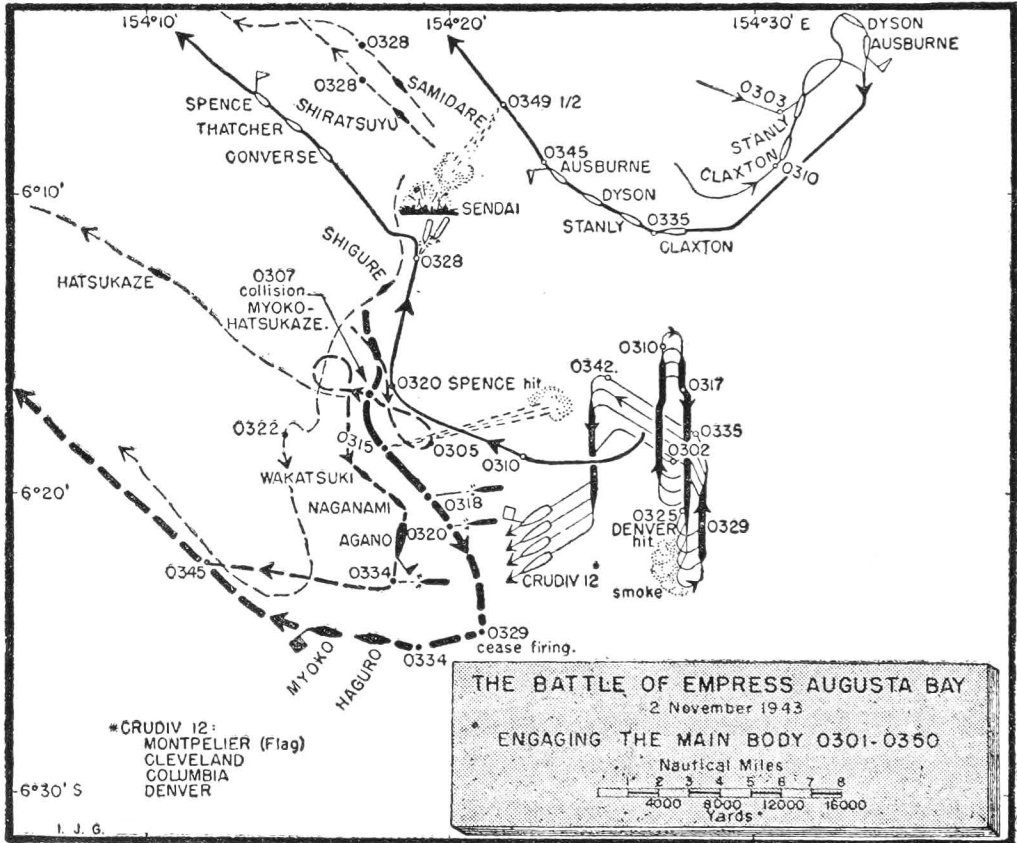 154°10'
154°20'
154°30' E
DYSON
AUSBURNE
0328
0328
SAMIDARE
SHIRATSUYU
SPENCE
THATCHER
CONVERSE
0349 1/2
0303
STANLY
CLAXTON
0310
0345
AUSBURNE
DYSON
STANLY
0335
CLAXTON
6°10'
SENDAI
0328
SHIGURE
HATSUKAZE
0307
collision
MYOKO-
HATSUKAZE.
0320 SPENCE hit
0342
0310
0317
0335
0302
0322
0315
0305
0310
WAKATSUKI
6°20'
NAGANAMI
0318
0320
AGANO
0325
DENVER
hit
0329
CRUDIV 12*
smoke
0345
0334
0329
cease firing.
0334
MYOKO
HAGURO
*CRUDIV 12:
MONTPELIER (Flag)
CLEVELAND
COLUMBIA
DENVER
6°30' S
I. J. G.
THE BATTLE OF EMPRESS AUGUSTA BAY
2 November 1943
ENGAGING THE MAIN BODY 0301-0350
Nautical Miles
1 2 3 4 5 6 7 8
4000 8000 12000 16000
Yards